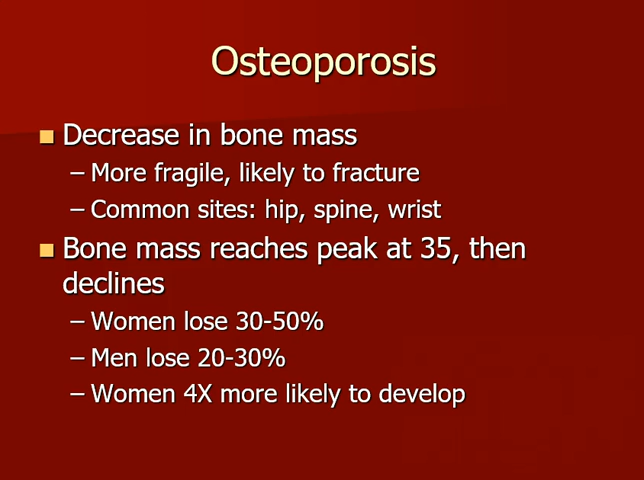 Osteoporosis
Decrease in bone mass
– More fragile, likely to fracture
– Common sites: hip, spine, wrist
Bone mass reaches peak at 35, then
declines
– Women lose 30-50%
– Men lose 20-30%
– Women 4X more likely to develop